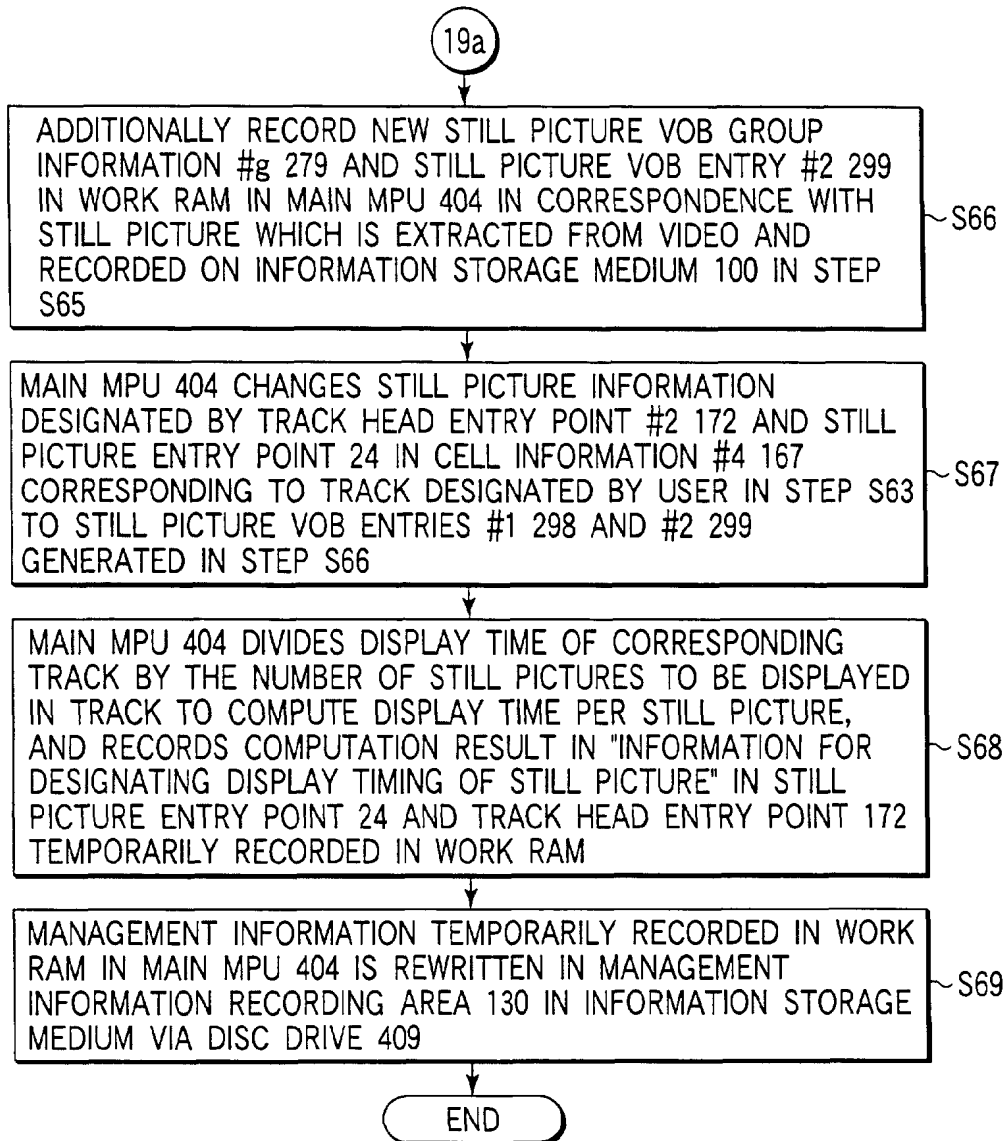 19a
ADDITIONALLY RECORD NEW STILL PICTURE VOB GROUP
INFORMATION #g 279 AND STILL PICTURE VOB ENTRY #2 299
IN WORK RAM IN MAIN MPU 404 IN CORRESPONDENCE WITH
STILL PICTURE WHICH IS EXTRACTED FROM VIDEO AND
RECORDED ON INFORMATION STORAGE MEDIUM 100 IN STEP
S65
~S66
MAIN MPU 404 CHANGES STILL PICTURE INFORMATION
DESIGNATED BY TRACK HEAD ENTRY POINT #2 172 AND STILL
PICTURE ENTRY POINT 24 IN CELL INFORMATION #4 167
CORRESPONDING TO TRACK DESIGNATED BY USER IN STEP S63
TO STILL PICTURE VOB ENTRIES #1 298 AND #2 299
GENERATED IN STEP S66
~S67
MAIN MPU 404 DIVIDES DISPLAY TIME OF CORRESPONDING
TRACK BY THE NUMBER OF STILL PICTURES TO BE DISPLAYED
IN TRACK TO COMPUTE DISPLAY TIME PER STILL PICTURE,
AND RECORDS COMPUTATION RESULT IN "INFORMATION FOR
DESIGNATING DISPLAY TIMING OF STILL PICTURE" IN STILL
PICTURE ENTRY POINT 24 AND TRACK HEAD ENTRY POINT 172
TEMPORARILY RECORDED IN WORK RAM
~S68
MANAGEMENT INFORMATION TEMPORARILY RECORDED IN WORK
RAM IN MAIN MPU 404 IS REWRITTEN IN MANAGEMENT
INFORMATION RECORDING AREA 130 IN INFORMATION STORAGE
MEDIUM VIA DISC DRIVE 409
~S69
END